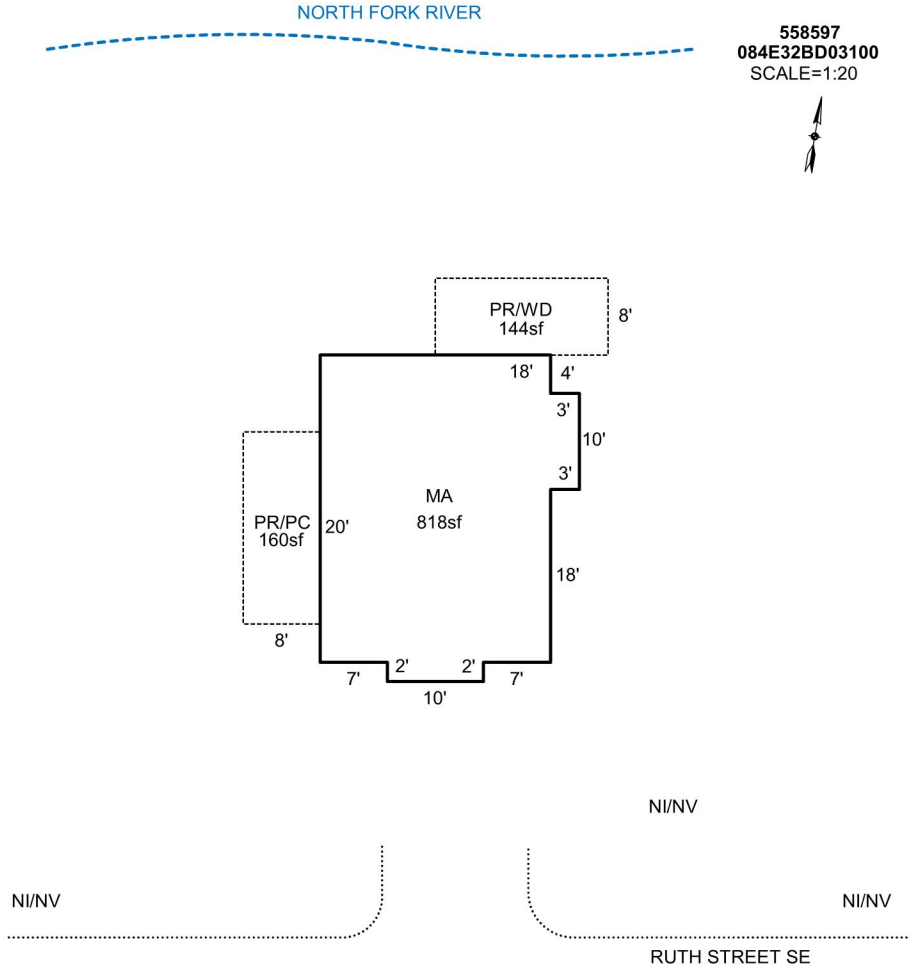 NORTH FORK RIVER
558597
084E32BD03100
SCALE=1:20
PR/WD
144sf
8'
18'
4'
3'
10'
3'
MA
818sf
PR/PC
160sf
20'
18'
8'
2'
2'
7'
7'
10'
NI/NV
NI/NV
NI/NV
RUTH STREET SE